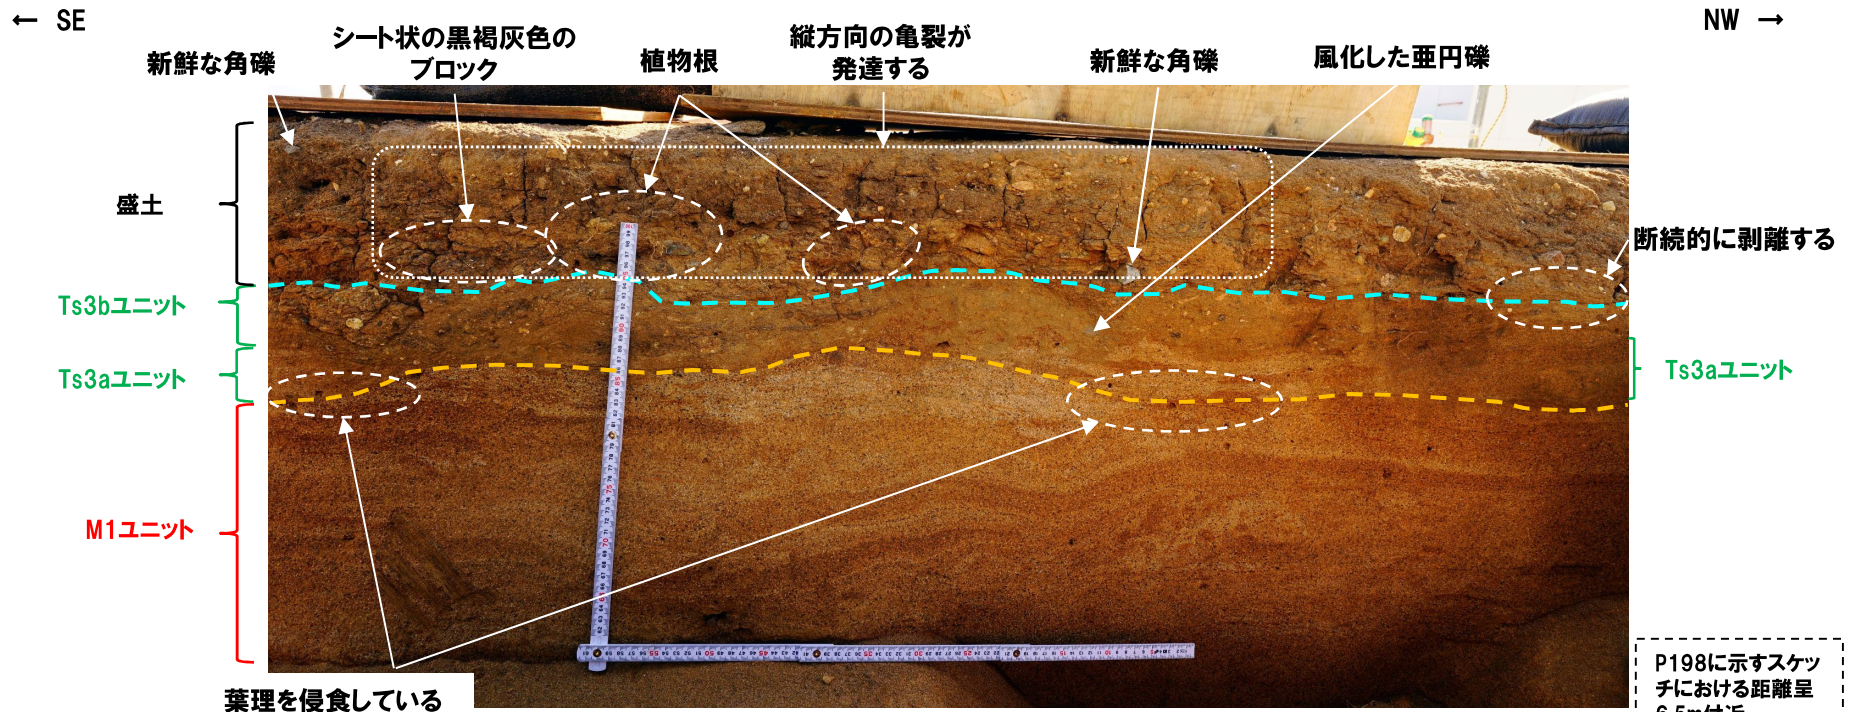 ← SE
NW →
新鮮な角礫
シート状の黒褐灰色の
ブロック
植物根
縦方向の亀裂が
発達する
新鮮な角礫
風化した亜円礫
盛土
断続的に剥離する
Ts3bユニット
Ts3aユニット
Ts3aユニット
M1ユニット
葉理を侵食している
P198に示すスケッ
チにおける距離呈
6.5m付近